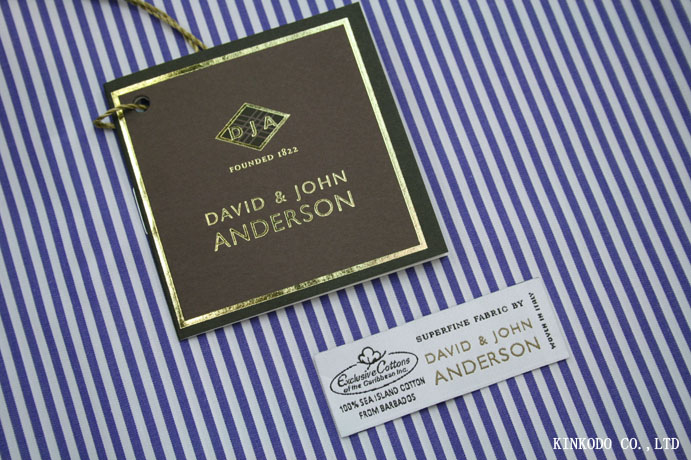 DJA
FOUNDED 1822
DAVID & JOHN
ANDERSON
SUPERFINE FABRIC BY
DAVID & JOHN
ANDERSON
WOVEN IN ITALY
Exclusive Cottons
of the Caribbean Inc.
100% SEA ISLAND COTTON
FROM BARBADOS
KINKODO CO.,LTD